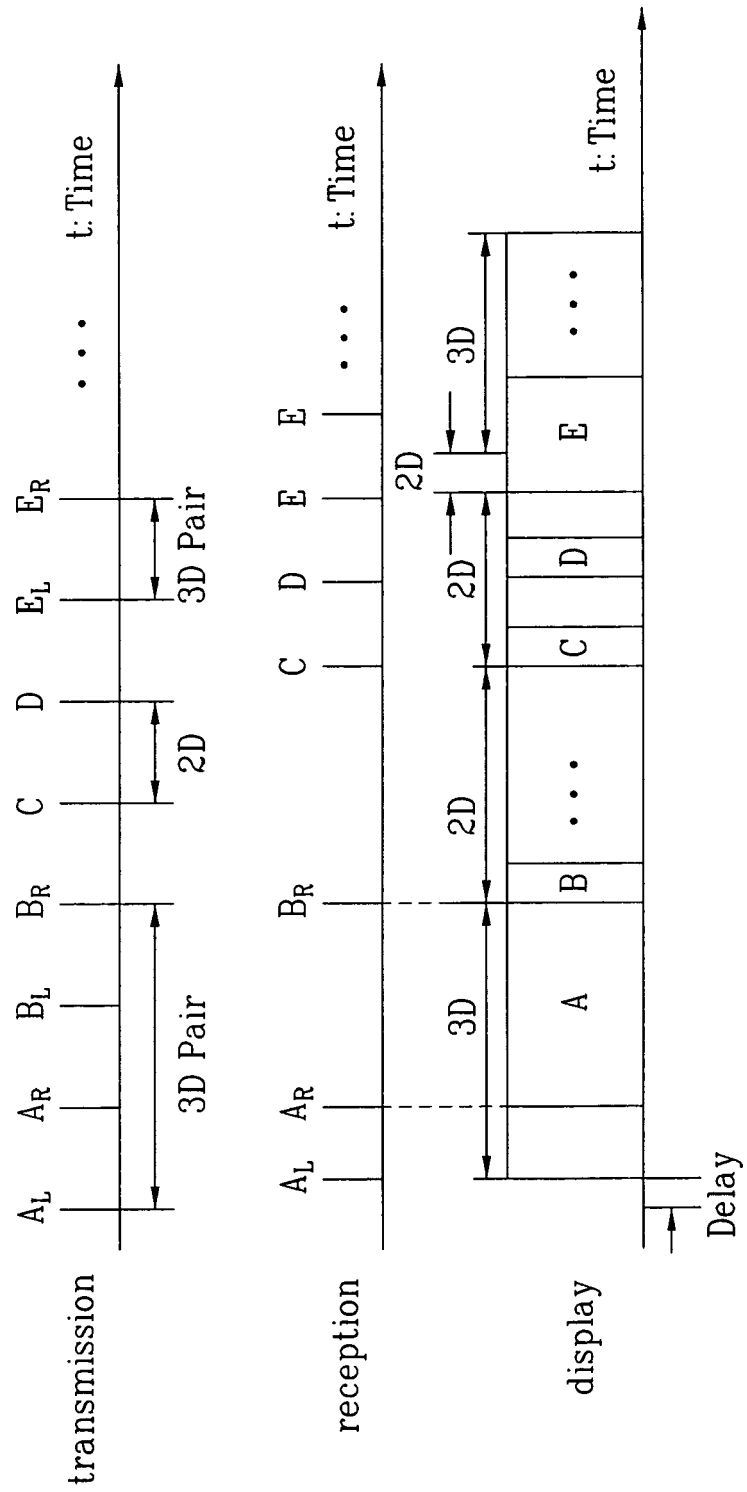 transmission
A_L A_R B_L B_R C D E_L E_R • • • t: Time
3D Pair 2D 3D Pair
reception
A_L A_R B_R C D E E • • • t: Time
2D
3D 2D 2D 3D
display
A B • • • C D E • • • t: Time
Delay